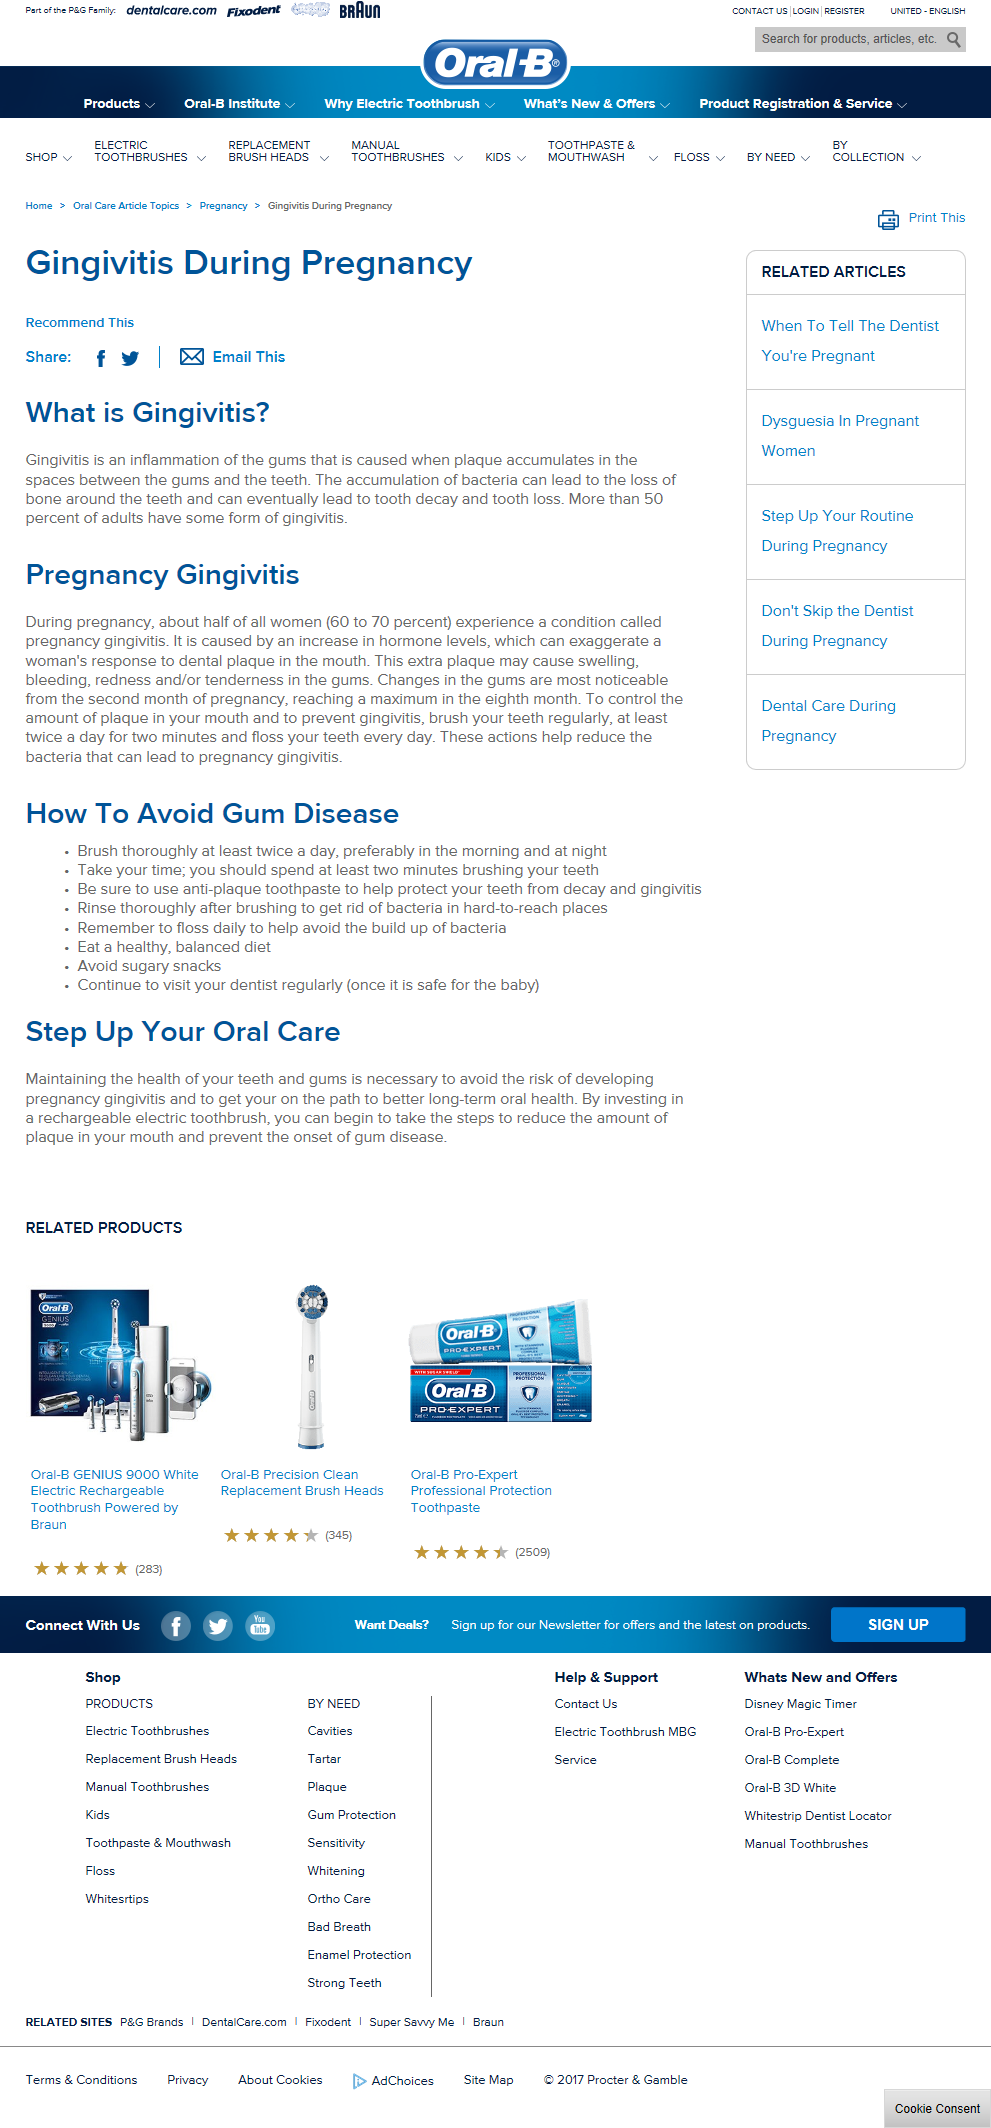 Part of the P&G Family: dentalcare.com Fixodent BRAUN
CONTACT US | LOGIN | REGISTER UNITED - ENGLISH
Search for products, articles, etc.
Oral-B®
Products Oral-B Institute Why Electric Toothbrush What's New & Offers Product Registration & Service
SHOP ELECTRIC TOOTHBRUSHES REPLACEMENT BRUSH HEADS MANUAL TOOTHBRUSHES KIDS TOOTHPASTE & MOUTHWASH FLOSS BY NEED BY COLLECTION
Home > Oral Care Article Topics > Pregnancy > Gingivitis During Pregnancy
Print This
Gingivitis During Pregnancy
Recommend This
Share: Email This
What is Gingivitis?
Gingivitis is an inflammation of the gums that is caused when plaque accumulates in the
spaces between the gums and the teeth. The accumulation of bacteria can lead to the loss of
bone around the teeth and can eventually lead to tooth decay and tooth loss. More than 50
percent of adults have some form of gingivitis.
Pregnancy Gingivitis
During pregnancy, about half of all women (60 to 70 percent) experience a condition called
pregnancy gingivitis. It is caused by an increase in hormone levels, which can exaggerate a
woman's response to dental plaque in the mouth. This extra plaque may cause swelling,
bleeding, redness and/or tenderness in the gums. Changes in the gums are most noticeable
from the second month of pregnancy, reaching a maximum in the eighth month. To control the
amount of plaque in your mouth and to prevent gingivitis, brush your teeth regularly, at least
twice a day for two minutes and floss your teeth every day. These actions help reduce the
bacteria that can lead to pregnancy gingivitis.
How To Avoid Gum Disease
• Brush thoroughly at least twice a day, preferably in the morning and at night
• Take your time; you should spend at least two minutes brushing your teeth
• Be sure to use anti-plaque toothpaste to help protect your teeth from decay and gingivitis
• Rinse thoroughly after brushing to get rid of bacteria in hard-to-reach places
• Remember to floss daily to help avoid the build up of bacteria
• Eat a healthy, balanced diet
• Avoid sugary snacks
• Continue to visit your dentist regularly (once it is safe for the baby)
Step Up Your Oral Care
Maintaining the health of your teeth and gums is necessary to avoid the risk of developing
pregnancy gingivitis and to get your on the path to better long-term oral health. By investing in
a rechargeable electric toothbrush, you can begin to take the steps to reduce the amount of
plaque in your mouth and prevent the onset of gum disease.
RELATED ARTICLES
When To Tell The Dentist
You're Pregnant
Dysguesia In Pregnant
Women
Step Up Your Routine
During Pregnancy
Don't Skip the Dentist
During Pregnancy
Dental Care During
Pregnancy
RELATED PRODUCTS
Oral-B
GENIUS
Oral-B
PRO-EXPERT
PROFESSIONAL
PROTECTION
Oral-B
PRO-EXPERT
PROFESSIONAL
PROTECTION
Oral-B GENIUS 9000 White
Electric Rechargeable
Toothbrush Powered by
Braun
(283)
Oral-B Precision Clean
Replacement Brush Heads
(345)
Oral-B Pro-Expert
Professional Protection
Toothpaste
(2509)
Connect With Us You Tube Want Deals? Sign up for our Newsletter for offers and the latest on products. SIGN UP
Shop
PRODUCTS
Electric Toothbrushes
Replacement Brush Heads
Manual Toothbrushes
Kids
Toothpaste & Mouthwash
Floss
Whitesrtips
BY NEED
Cavities
Tartar
Plaque
Gum Protection
Sensitivity
Whitening
Ortho Care
Bad Breath
Enamel Protection
Strong Teeth
Help & Support
Contact Us
Electric Toothbrush MBG
Service
Whats New and Offers
Disney Magic Timer
Oral-B Pro-Expert
Oral-B Complete
Oral-B 3D White
Whitestrip Dentist Locator
Manual Toothbrushes
RELATED SITES P&G Brands | DentalCare.com | Fixodent | Super Savvy Me | Braun
Terms & Conditions Privacy About Cookies AdChoices Site Map © 2017 Procter & Gamble
Cookie Consent